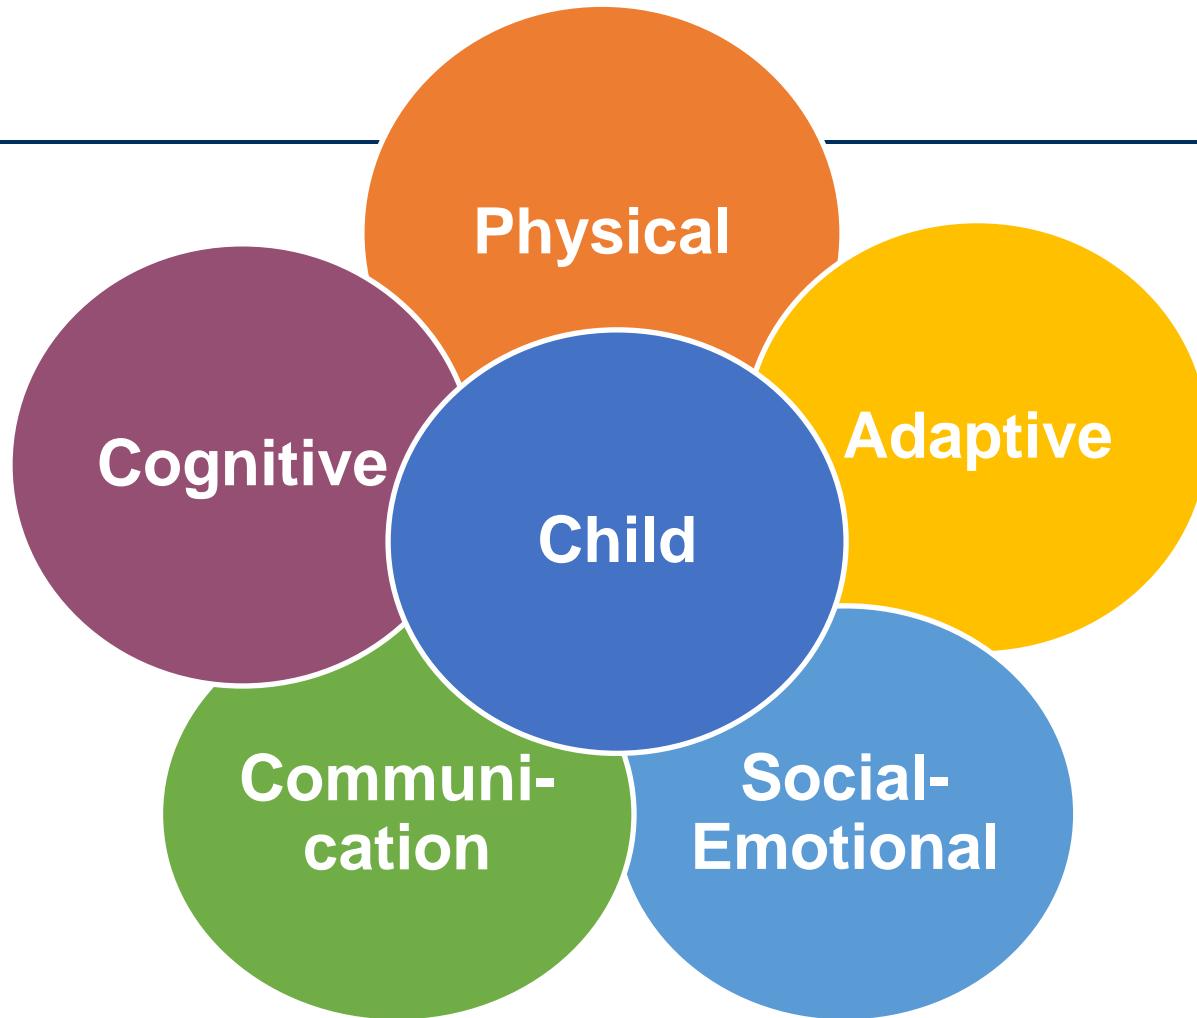 Physical
Adaptive
Cognitive
Child
Communi-
cation
Social-
Emotional